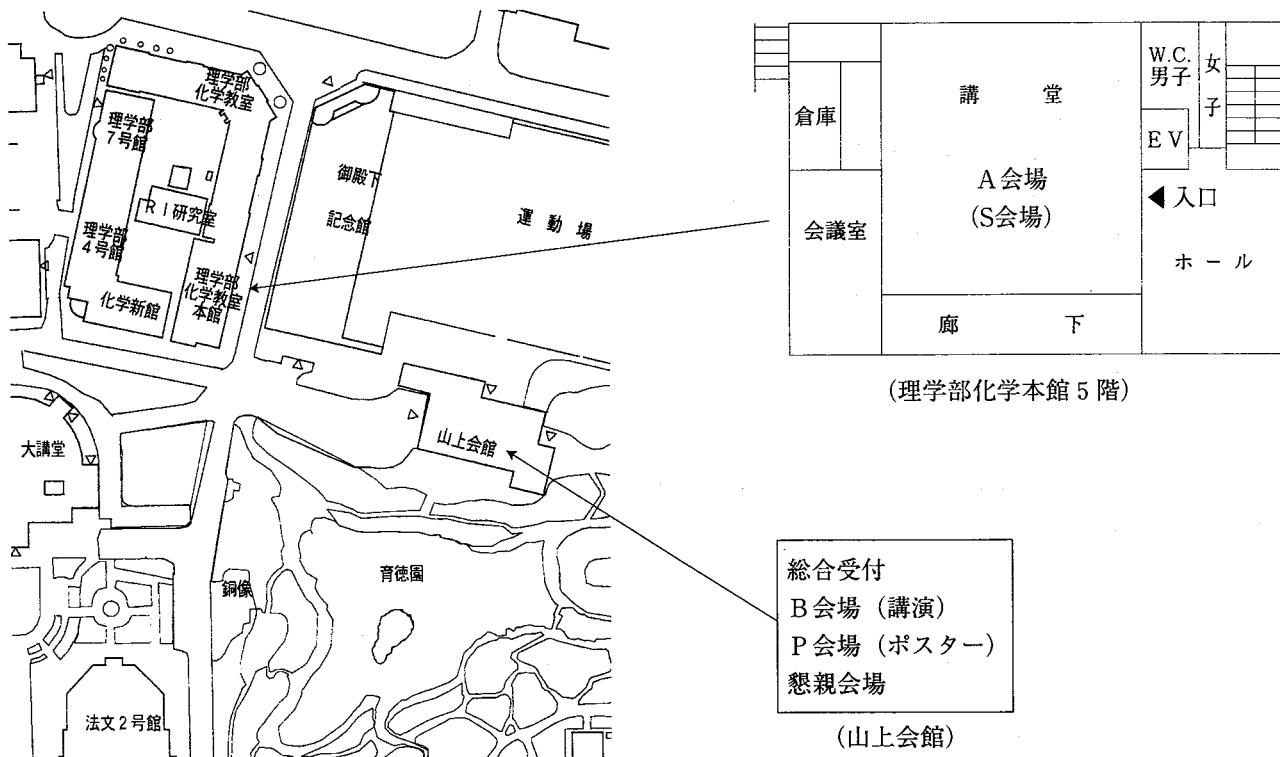 理学部
化学教室
理学部
7号館
RI研究室
理学部
4号館
化学新館
理学部
化学教室
本館
御殿下
記念館
運動場
山上会館
大講堂
銅像
育徳園
法文2号館
W.C.
男子
女子
倉庫
講堂
EV
A会場
(S会場)
◀入口
会議室
ホール
廊下
(理学部化学本館5階)
総合受付
B会場(講演)
P会場(ポスター)
懇親会場
(山上会館)